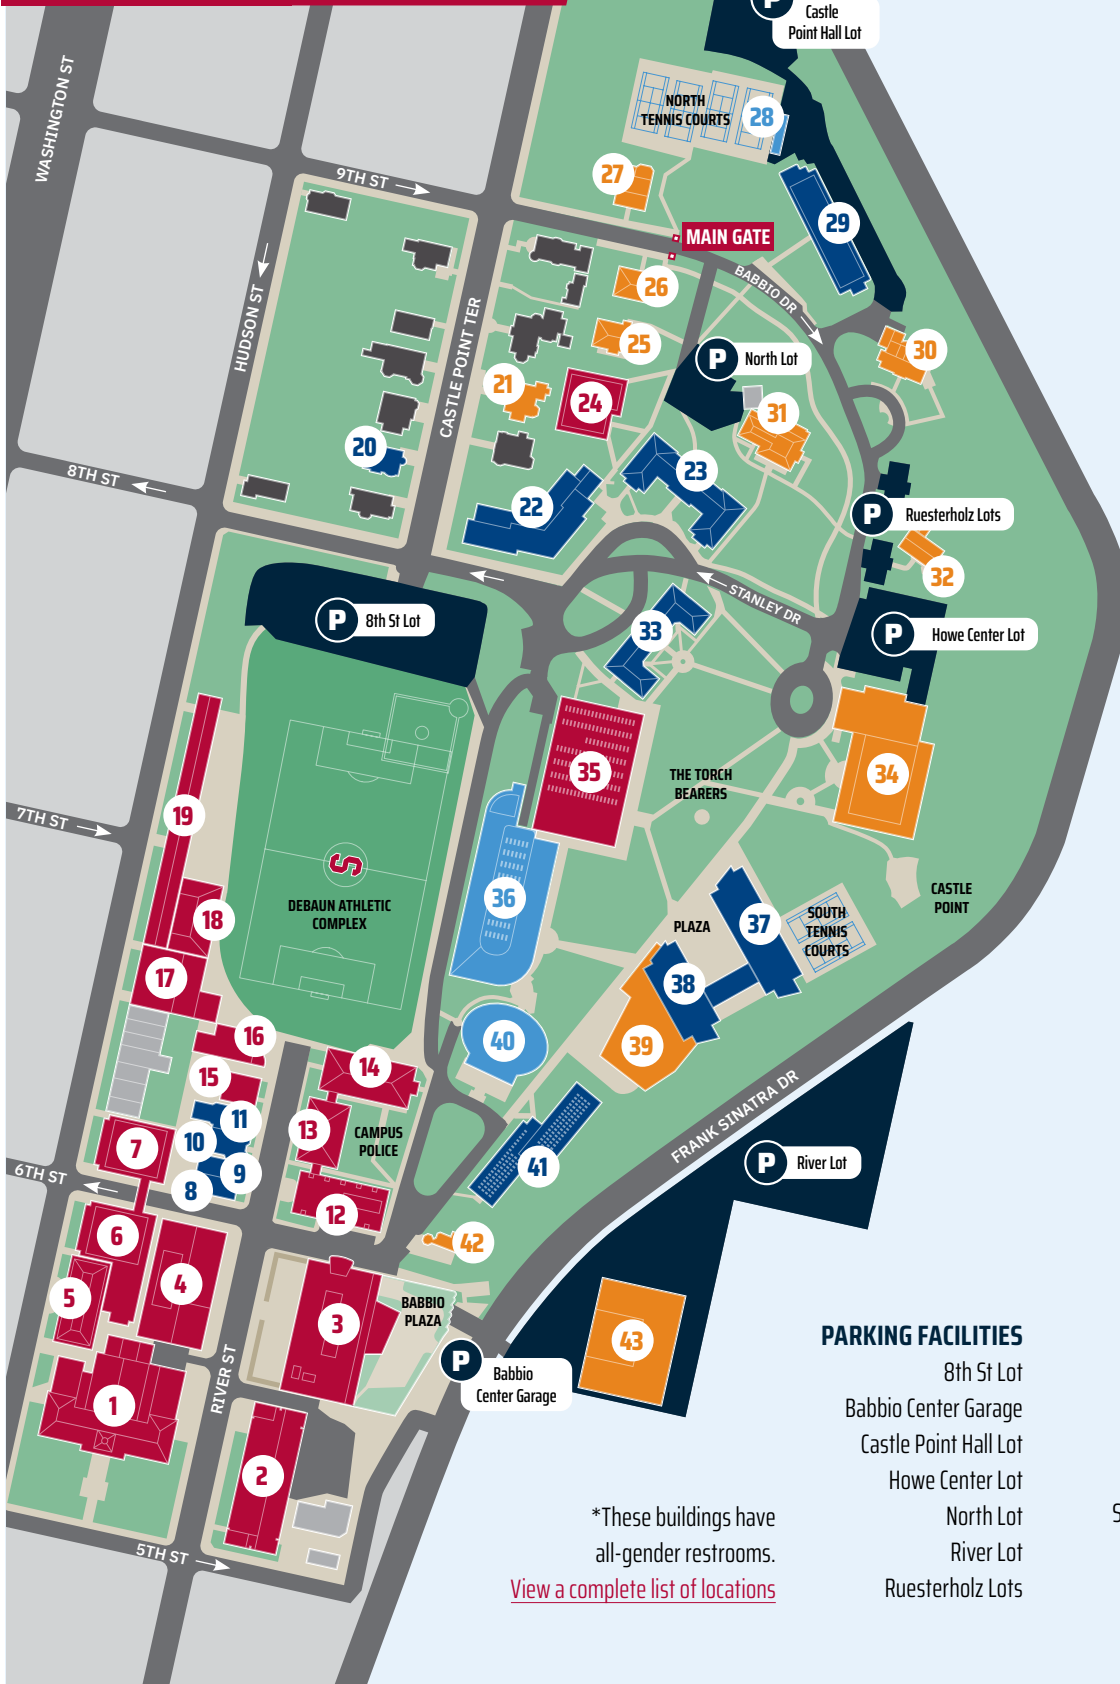 P
Castle
Point Hall Lot
WASHINGTON ST
NORTH
TENNIS COURTS
28
27
9TH ST
29
MAIN GATE
26
BABBIO DR
HUDSON ST
CASTLE POINT TER
25
P
North Lot
30
21
24
31
20
8TH ST
23
22
P
Ruesterholz Lots
32
STANLEY DR
P
8th St Lot
33
P
Howe Center Lot
35
34
THE TORCH
BEARERS
19
7TH ST
S
36
DEBAUN ATHLETIC
COMPLEX
18
CASTLE
POINT
PLAZA
37
SOUTH
TENNIS
COURTS
17
38
16
40
39
14
15
11
13
10
CAMPUS
POLICE
7
FRANK SINATRA DR
P
River Lot
41
6TH ST
9
8
12
6
42
4
5
BABBIO
PLAZA
3
43
PARKING FACILITIES
P
Babbio
Center Garage
RIVER ST
8th St Lot
1
Babbio Center Garage
Castle Point Hall Lot
2
Howe Center Lot
*These buildings have
North Lot
S
all-gender restrooms.
River Lot
5TH ST
View a complete list of locations
Ruesterholz Lots